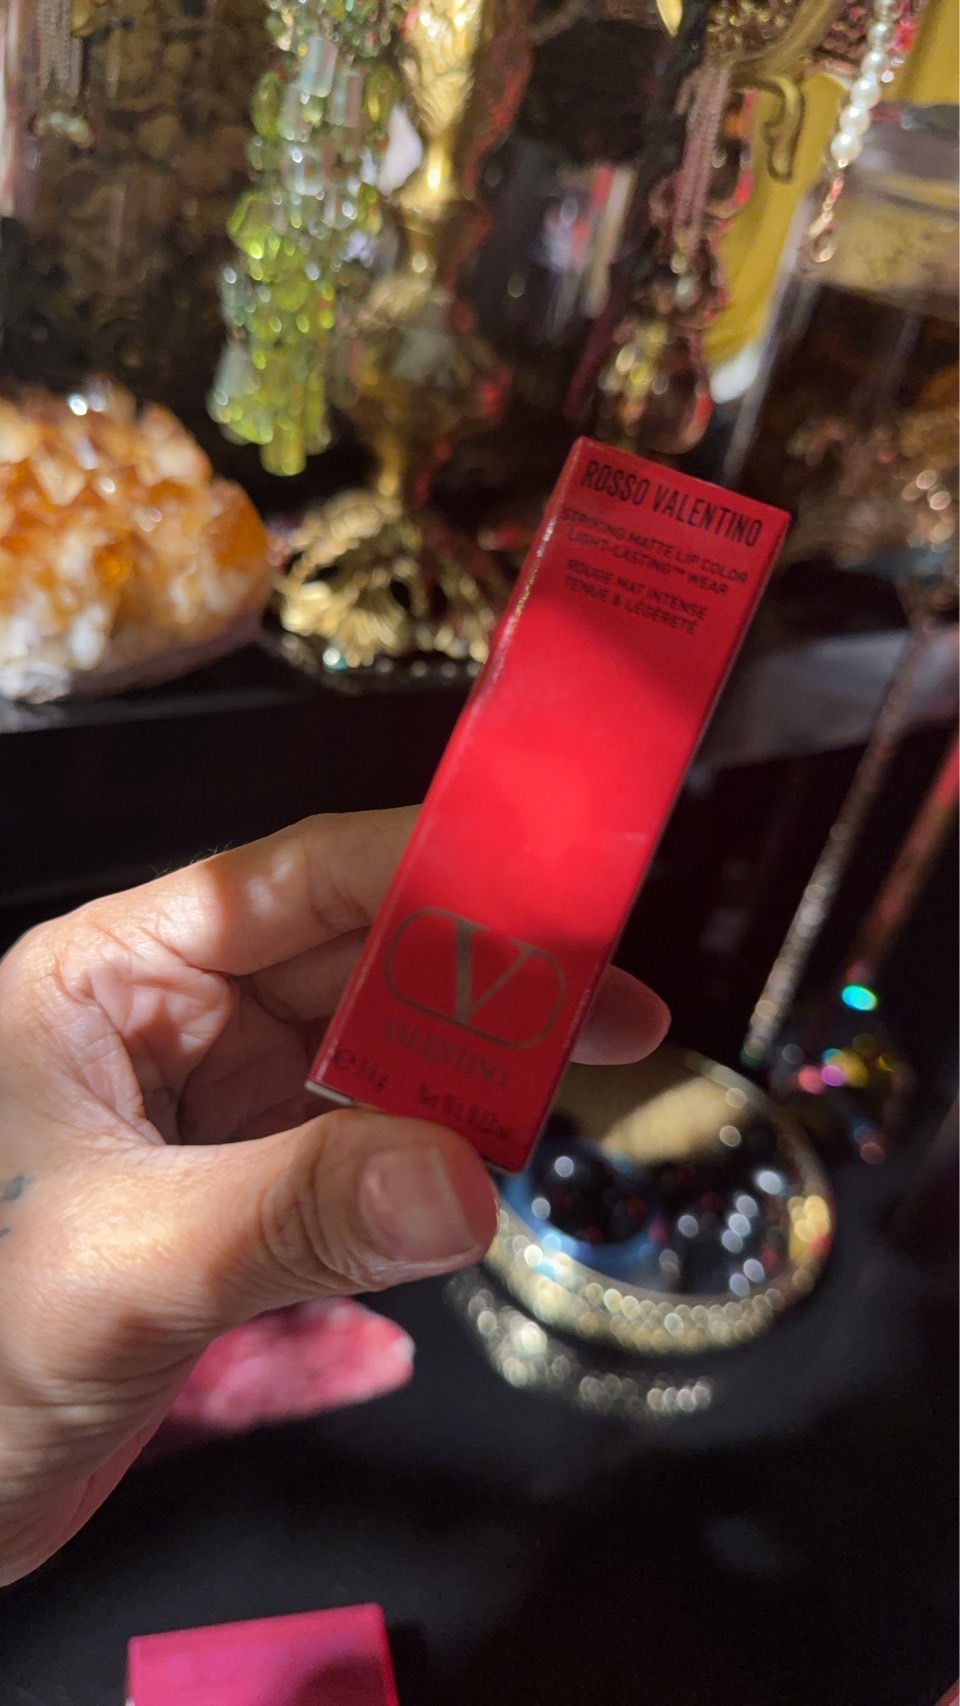 ROSSO VALENTINO
STRIKING MATTE LIP COLOR
LIGHT-LASTING™ WEAR
ROUGE MAT INTENSE
TENUE & LÉGÈRETÉ
V
VALENTINO